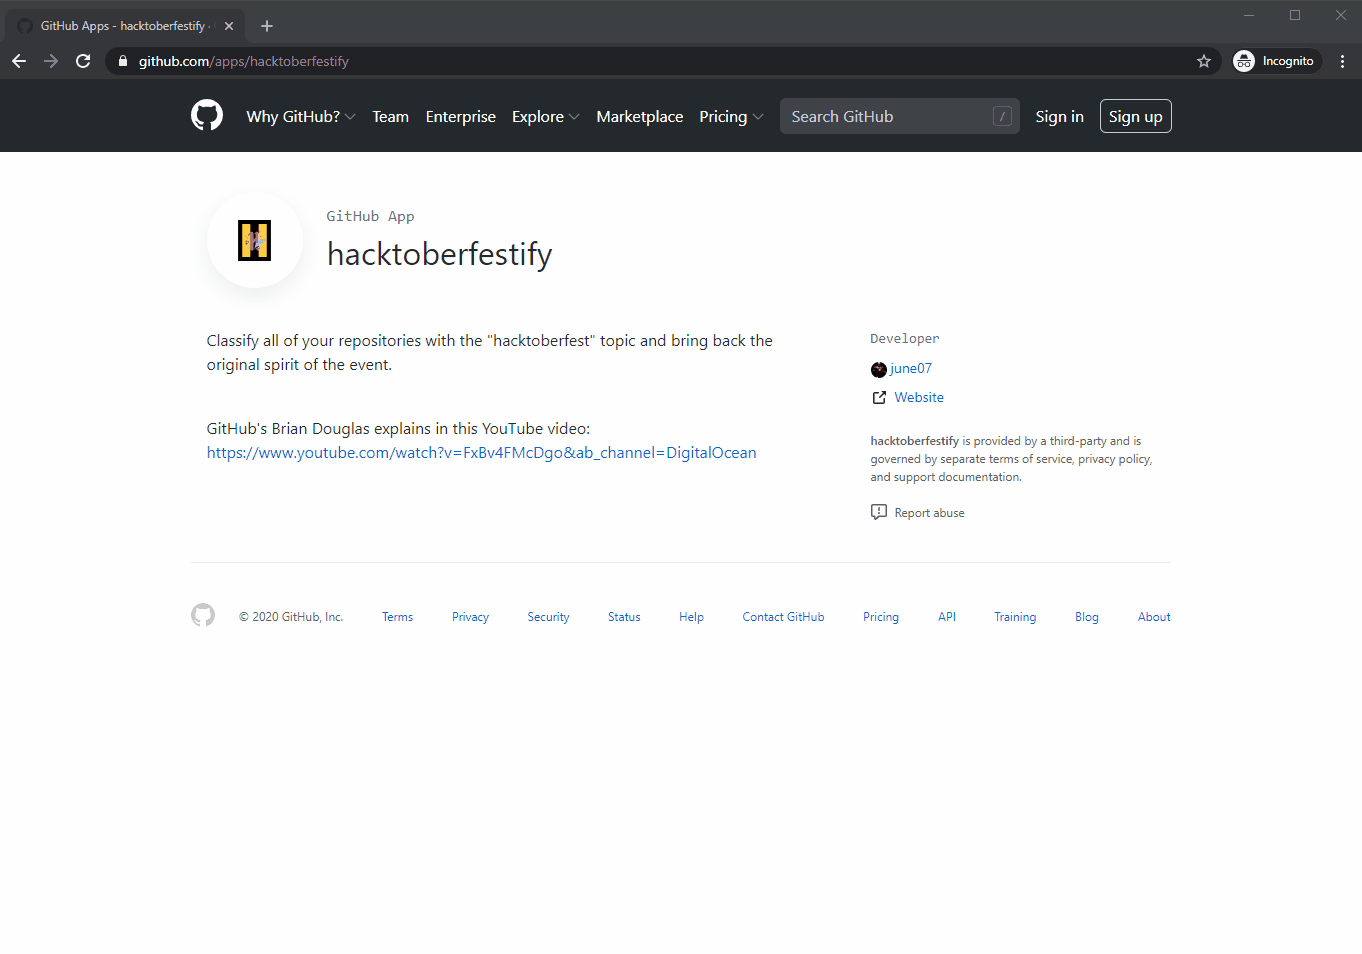 GitHub Apps - hacktoberfestify ·
github.com/apps/hacktoberfestify
Incognito
Why GitHub? Team Enterprise Explore Marketplace Pricing Search GitHub / Sign in Sign up
GitHub App
hacktoberfestify
Classify all of your repositories with the "hacktoberfest" topic and bring back the
original spirit of the event.
GitHub's Brian Douglas explains in this YouTube video:
https://www.youtube.com/watch?v=FxBv4FMcDgo&ab_channel=DigitalOcean
Developer
june07
Website
hacktoberfestify is provided by a third-party and is
governed by separate terms of service, privacy policy,
and support documentation.
Report abuse
© 2020 GitHub, Inc. Terms Privacy Security Status Help Contact GitHub Pricing API Training Blog About